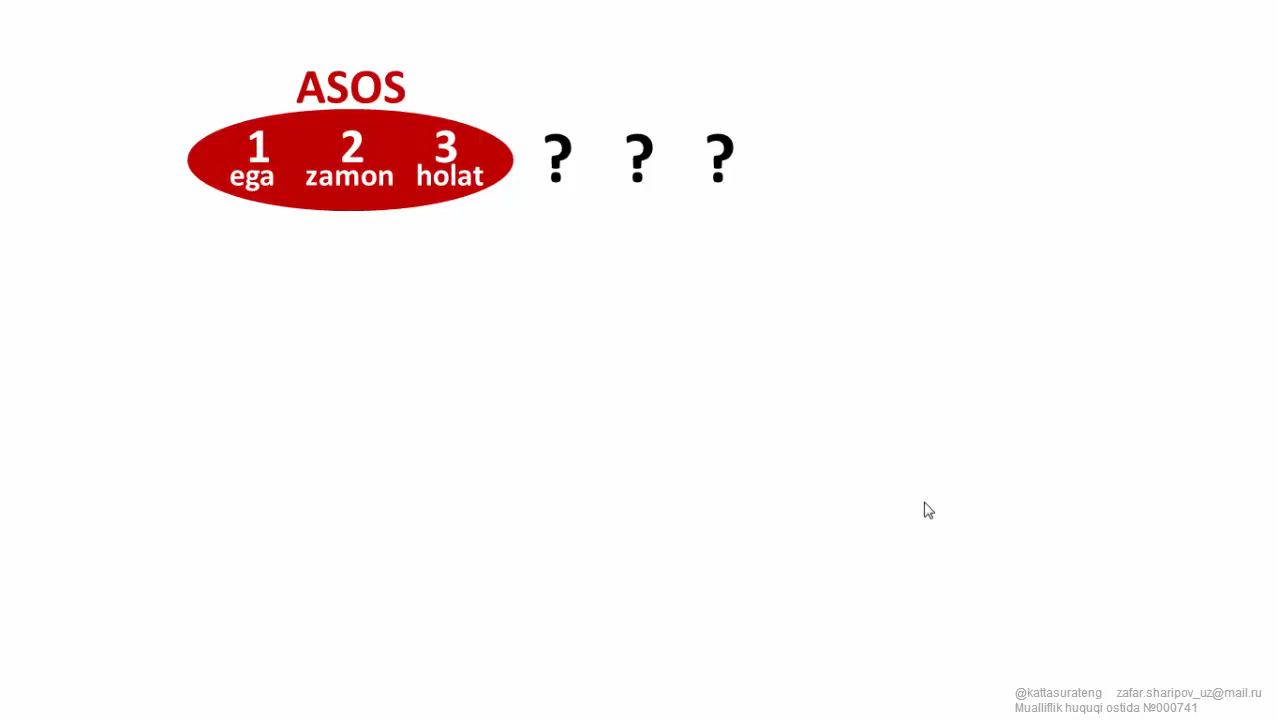 ASOS
1 2 3 ? ? ?
ega zamon holat
@kattasurateng zafar.sharipov_uz@mail.ru
Mualliflik huquqi ostida №000741